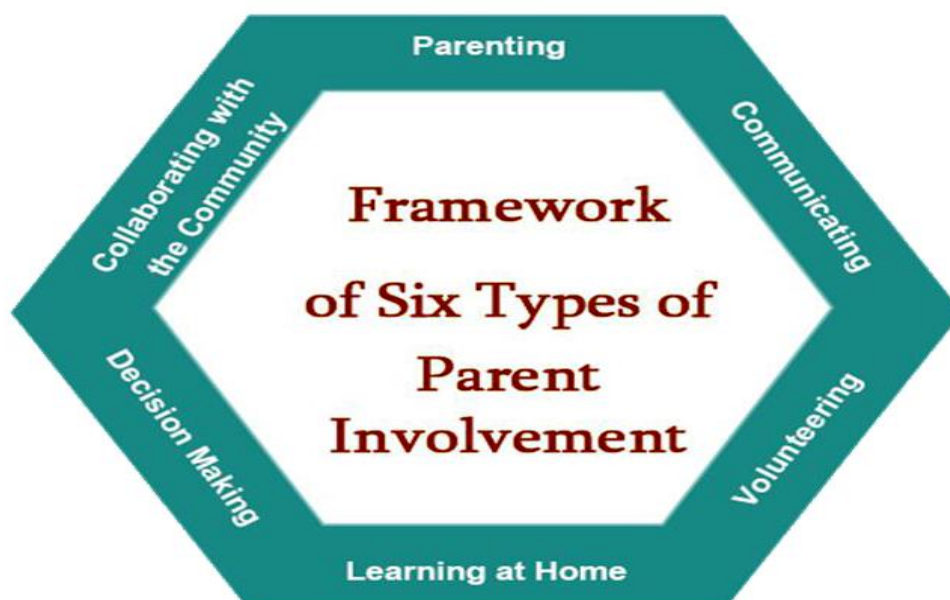 Parenting
Communicating
Volunteering
Learning at Home
Decision Making
Collaborating with
the Community
Framework
of Six Types of
Parent
Involvement